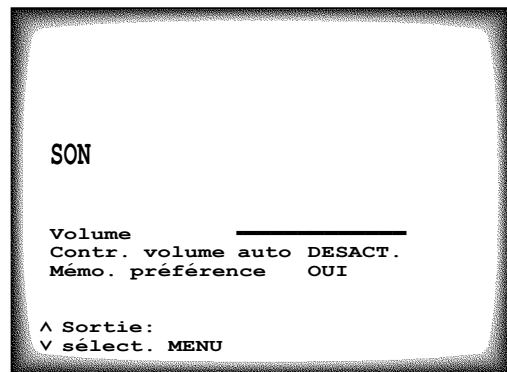 SON
Volume
Contr. volume auto DESACT.
Mémo. préférence OUI
∧ Sortie:
∨ sélect. MENU